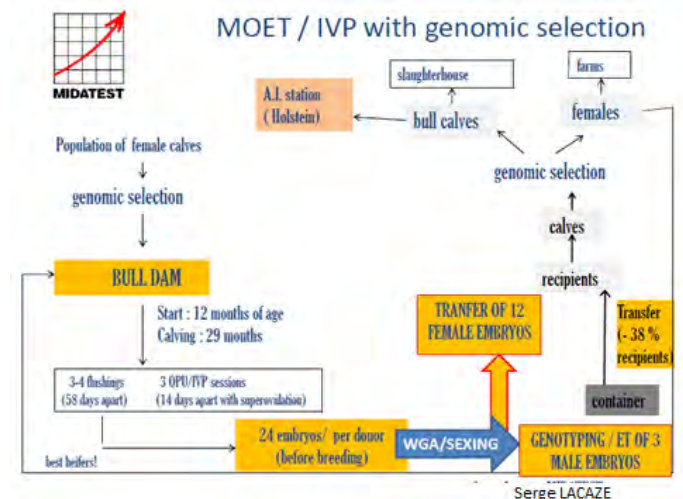 MOET / IVP with genomic selection
MIDATEST
slaughterhouse
farms
A.I. station
( Holstein)
bull calves
females
Population of female calves
genomic selection
genomic selection
calves
BULL DAM
recipients
Start : 12 months of age
Calving : 29 months
TRANFER OF 12
FEMALE EMBRYOS
Transfer
(- 38 %
recipients)
3-4 flushings
(58 days apart)
3 OPU/IVP sessions
(14 days apart with superovulation)
container
24 embryos/ per donor
(before breeding)
WGA/SEXING
GENOTYPING / ET OF 3
MALE EMBRYOS
best heifers!
Serge LACAZE